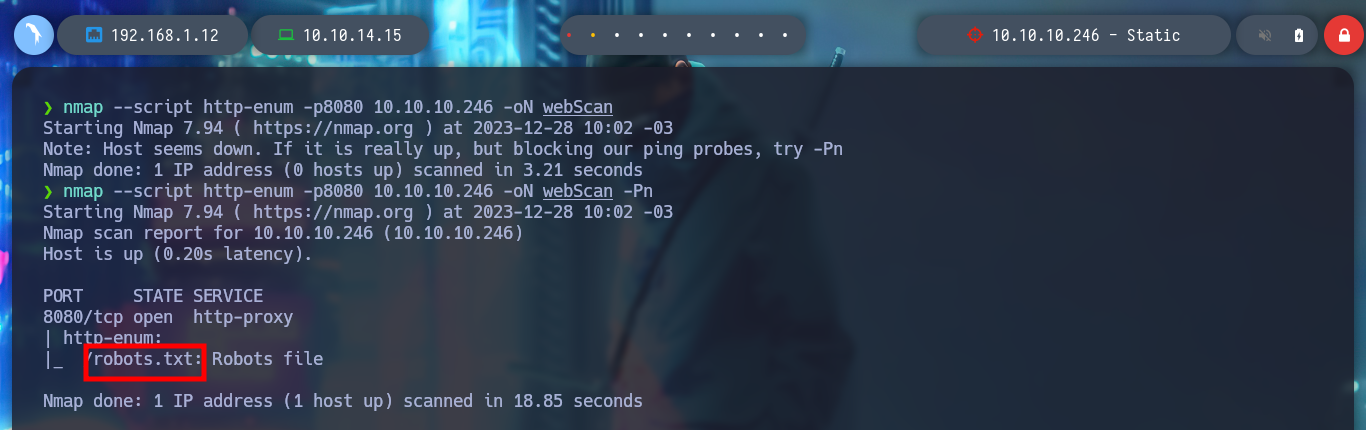 192.168.1.12 10.10.14.15 10.10.10.246 - Static
❯ nmap --script http-enum -p8080 10.10.10.246 -oN webScan
Starting Nmap 7.94 ( https://nmap.org ) at 2023-12-28 10:02 -03
Note: Host seems down. If it is really up, but blocking our ping probes, try -Pn
Nmap done: 1 IP address (0 hosts up) scanned in 3.21 seconds
❯ nmap --script http-enum -p8080 10.10.10.246 -oN webScan -Pn
Starting Nmap 7.94 ( https://nmap.org ) at 2023-12-28 10:02 -03
Nmap scan report for 10.10.10.246 (10.10.10.246)
Host is up (0.20s latency).
PORT     STATE SERVICE
8080/tcp open  http-proxy
| http-enum:
|_  /robots.txt: Robots file
Nmap done: 1 IP address (1 host up) scanned in 18.85 seconds